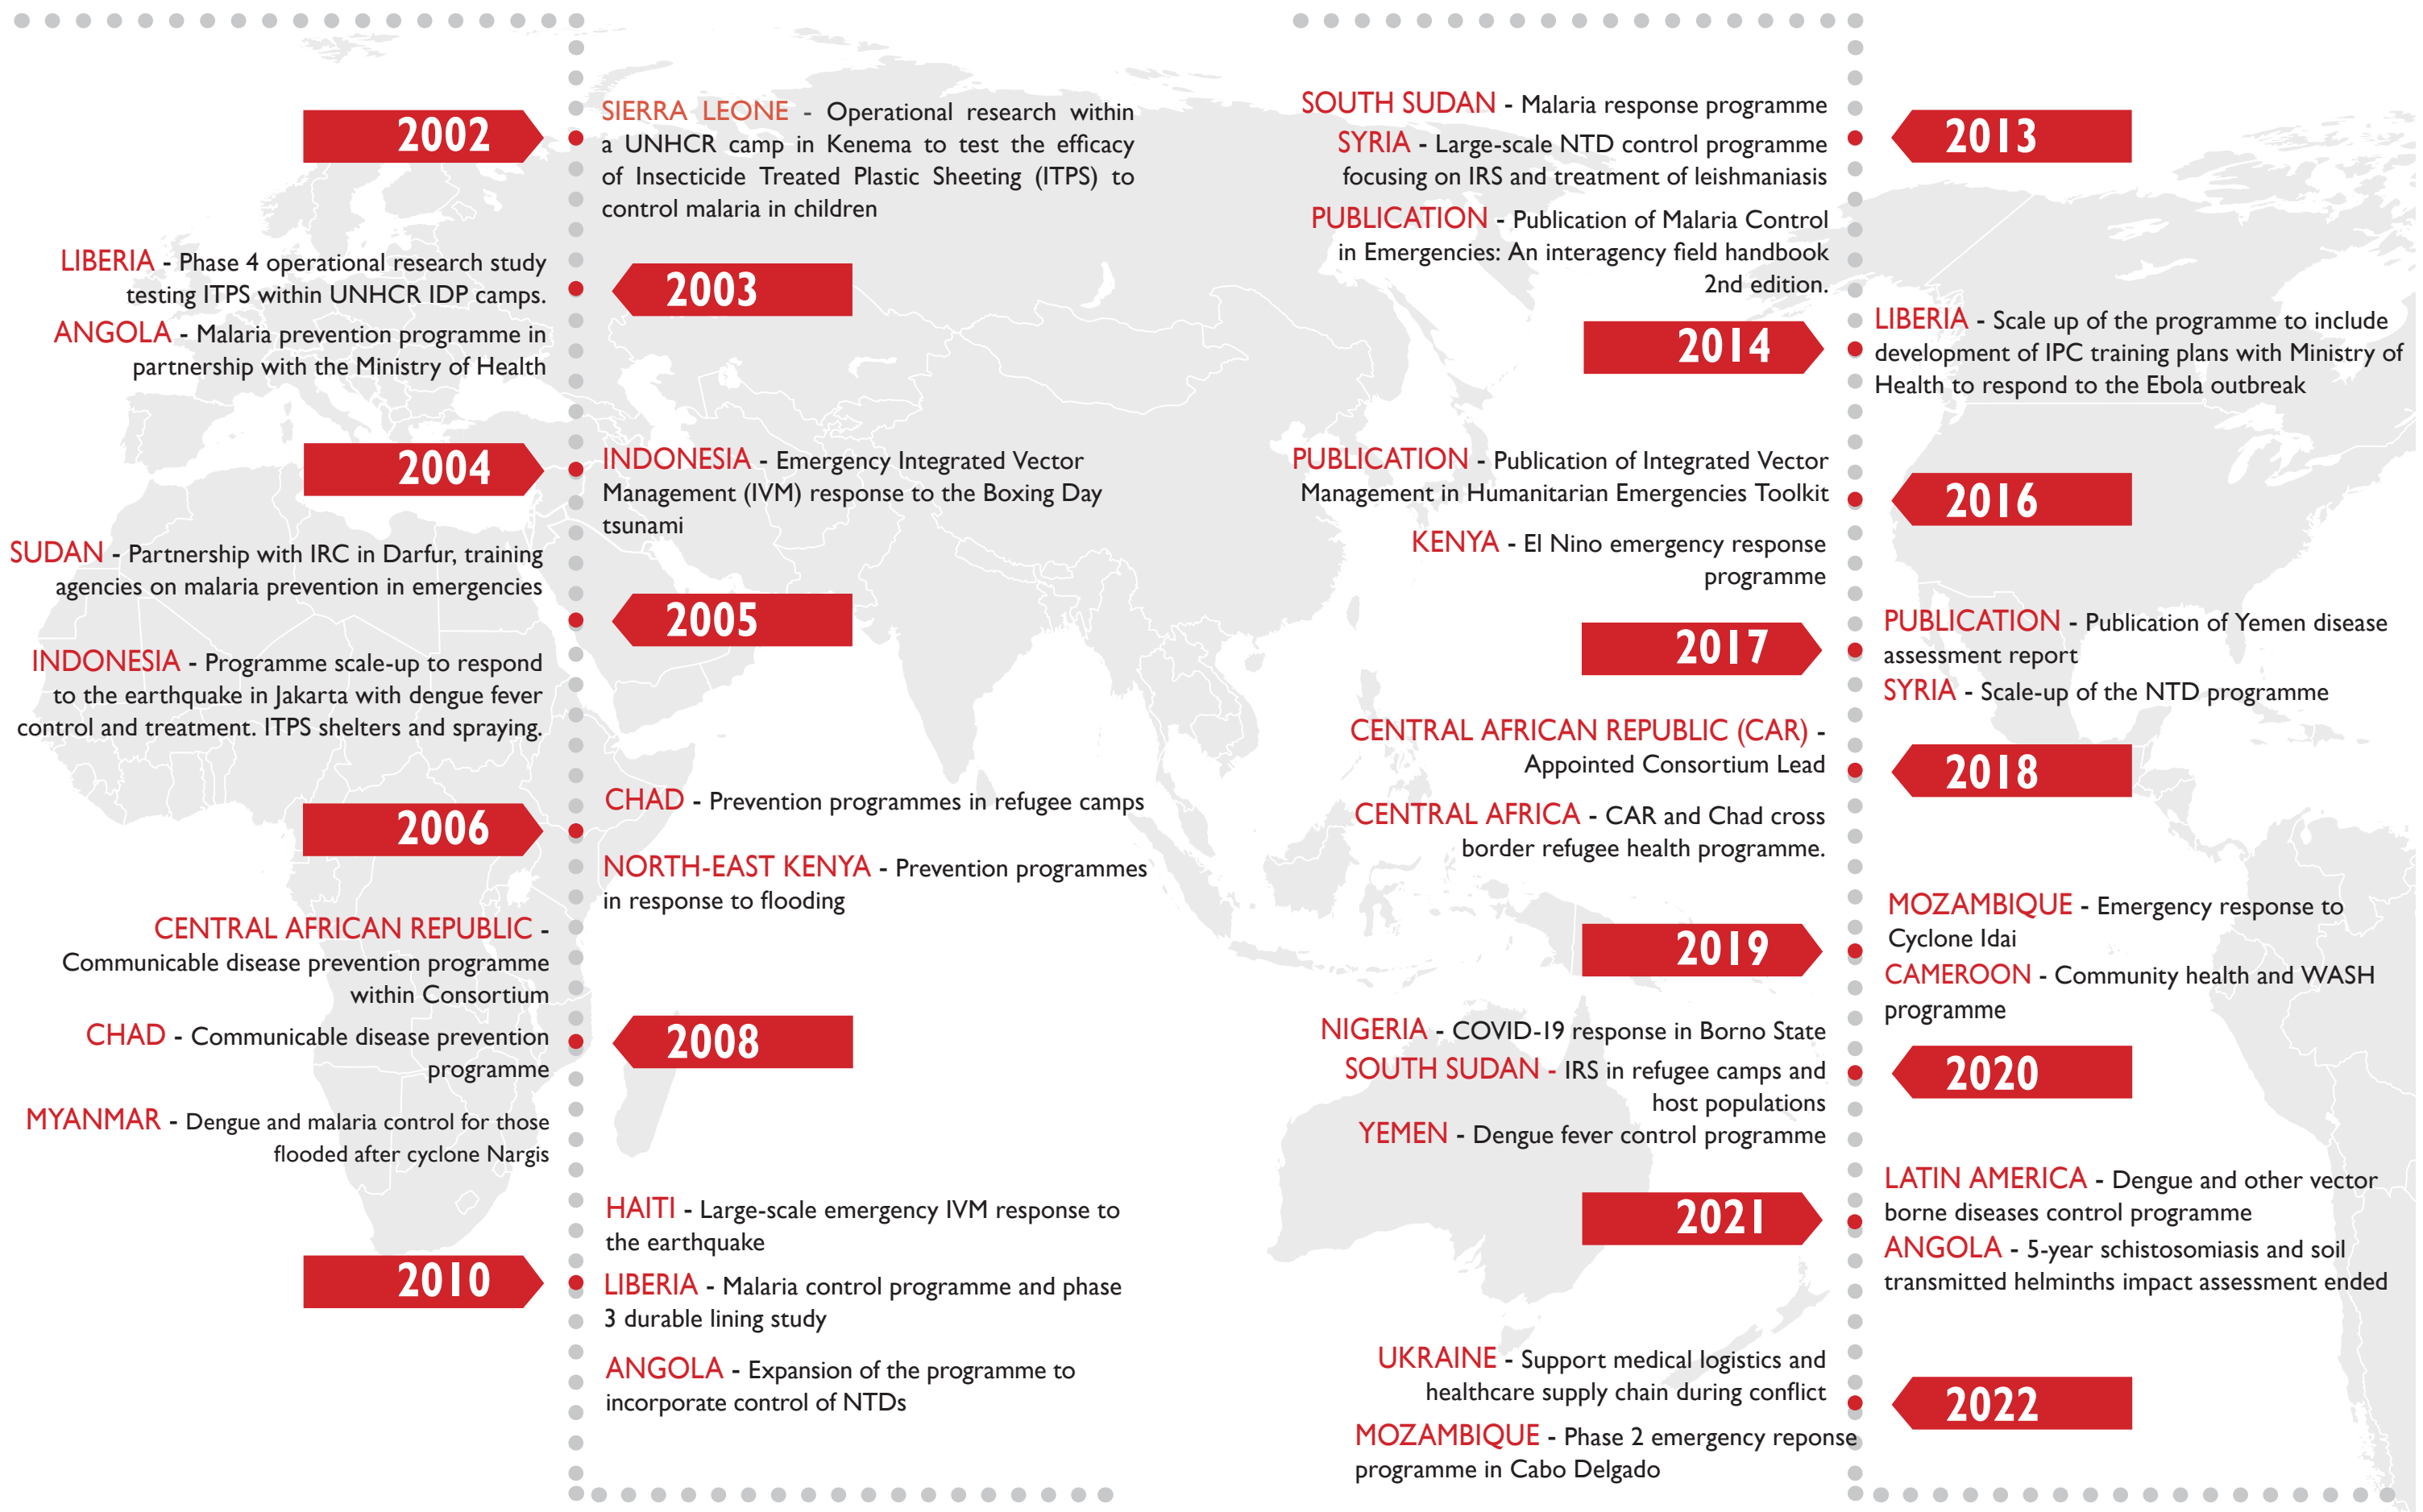 2002
SIERRA LEONE - Operational research within
a UNHCR camp in Kenema to test the efficacy
of Insecticide Treated Plastic Sheeting (ITPS) to
control malaria in children
LIBERIA - Phase 4 operational research study
testing ITPS within UNHCR IDP camps.
ANGOLA - Malaria prevention programme in
partnership with the Ministry of Health
2003
2004
INDONESIA - Emergency Integrated Vector
Management (IVM) response to the Boxing Day
tsunami
SUDAN - Partnership with IRC in Darfur, training
agencies on malaria prevention in emergencies
INDONESIA - Programme scale-up to respond
to the earthquake in Jakarta with dengue fever
control and treatment. ITPS shelters and spraying.
2005
2006
CHAD - Prevention programmes in refugee camps
NORTH-EAST KENYA - Prevention programmes
in response to flooding
CENTRAL AFRICAN REPUBLIC -
Communicable disease prevention programme
within Consortium
CHAD - Communicable disease prevention
programme
MYANMAR - Dengue and malaria control for those
flooded after cyclone Nargis
2008
2010
HAITI - Large-scale emergency IVM response to
the earthquake
LIBERIA - Malaria control programme and phase
3 durable lining study
ANGOLA - Expansion of the programme to
incorporate control of NTDs
SOUTH SUDAN - Malaria response programme
SYRIA - Large-scale NTD control programme
focusing on IRS and treatment of leishmaniasis
PUBLICATION - Publication of Malaria Control
in Emergencies: An interagency field handbook
2nd edition.
2013
2014
LIBERIA - Scale up of the programme to include
development of IPC training plans with Ministry of
Health to respond to the Ebola outbreak
PUBLICATION - Publication of Integrated Vector
Management in Humanitarian Emergencies Toolkit
KENYA - El Nino emergency response
programme
2016
2017
PUBLICATION - Publication of Yemen disease
assessment report
SYRIA - Scale-up of the NTD programme
CENTRAL AFRICAN REPUBLIC (CAR) -
Appointed Consortium Lead
CENTRAL AFRICA - CAR and Chad cross
border refugee health programme.
2018
2019
MOZAMBIQUE - Emergency response to
Cyclone Idai
CAMEROON - Community health and WASH
programme
NIGERIA - COVID-19 response in Borno State
SOUTH SUDAN - IRS in refugee camps and
host populations
YEMEN - Dengue fever control programme
2020
2021
LATIN AMERICA - Dengue and other vector
borne diseases control programme
ANGOLA - 5-year schistosomiasis and soil
transmitted helminths impact assessment ended
UKRAINE - Support medical logistics and
healthcare supply chain during conflict
MOZAMBIQUE - Phase 2 emergency reponse
programme in Cabo Delgado
2022